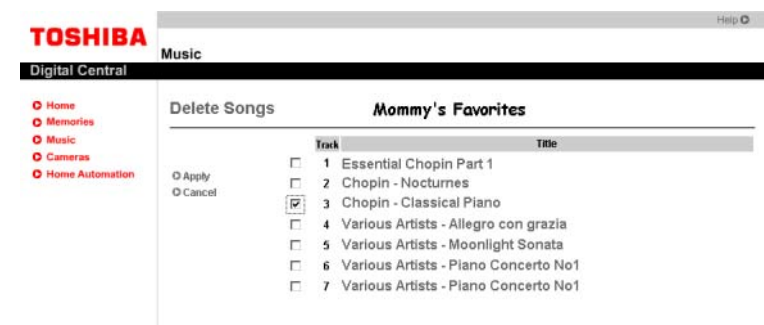 Help
TOSHIBA
Music
Digital Central
Home
Memories
Music
Cameras
Home Automation
Delete Songs Mommy's Favorites
Apply
Cancel
Track Title
1 Essential Chopin Part 1
2 Chopin - Nocturnes
3 Chopin - Classical Piano
4 Various Artists - Allegro con grazia
5 Various Artists - Moonlight Sonata
6 Various Artists - Piano Concerto No1
7 Various Artists - Piano Concerto No1